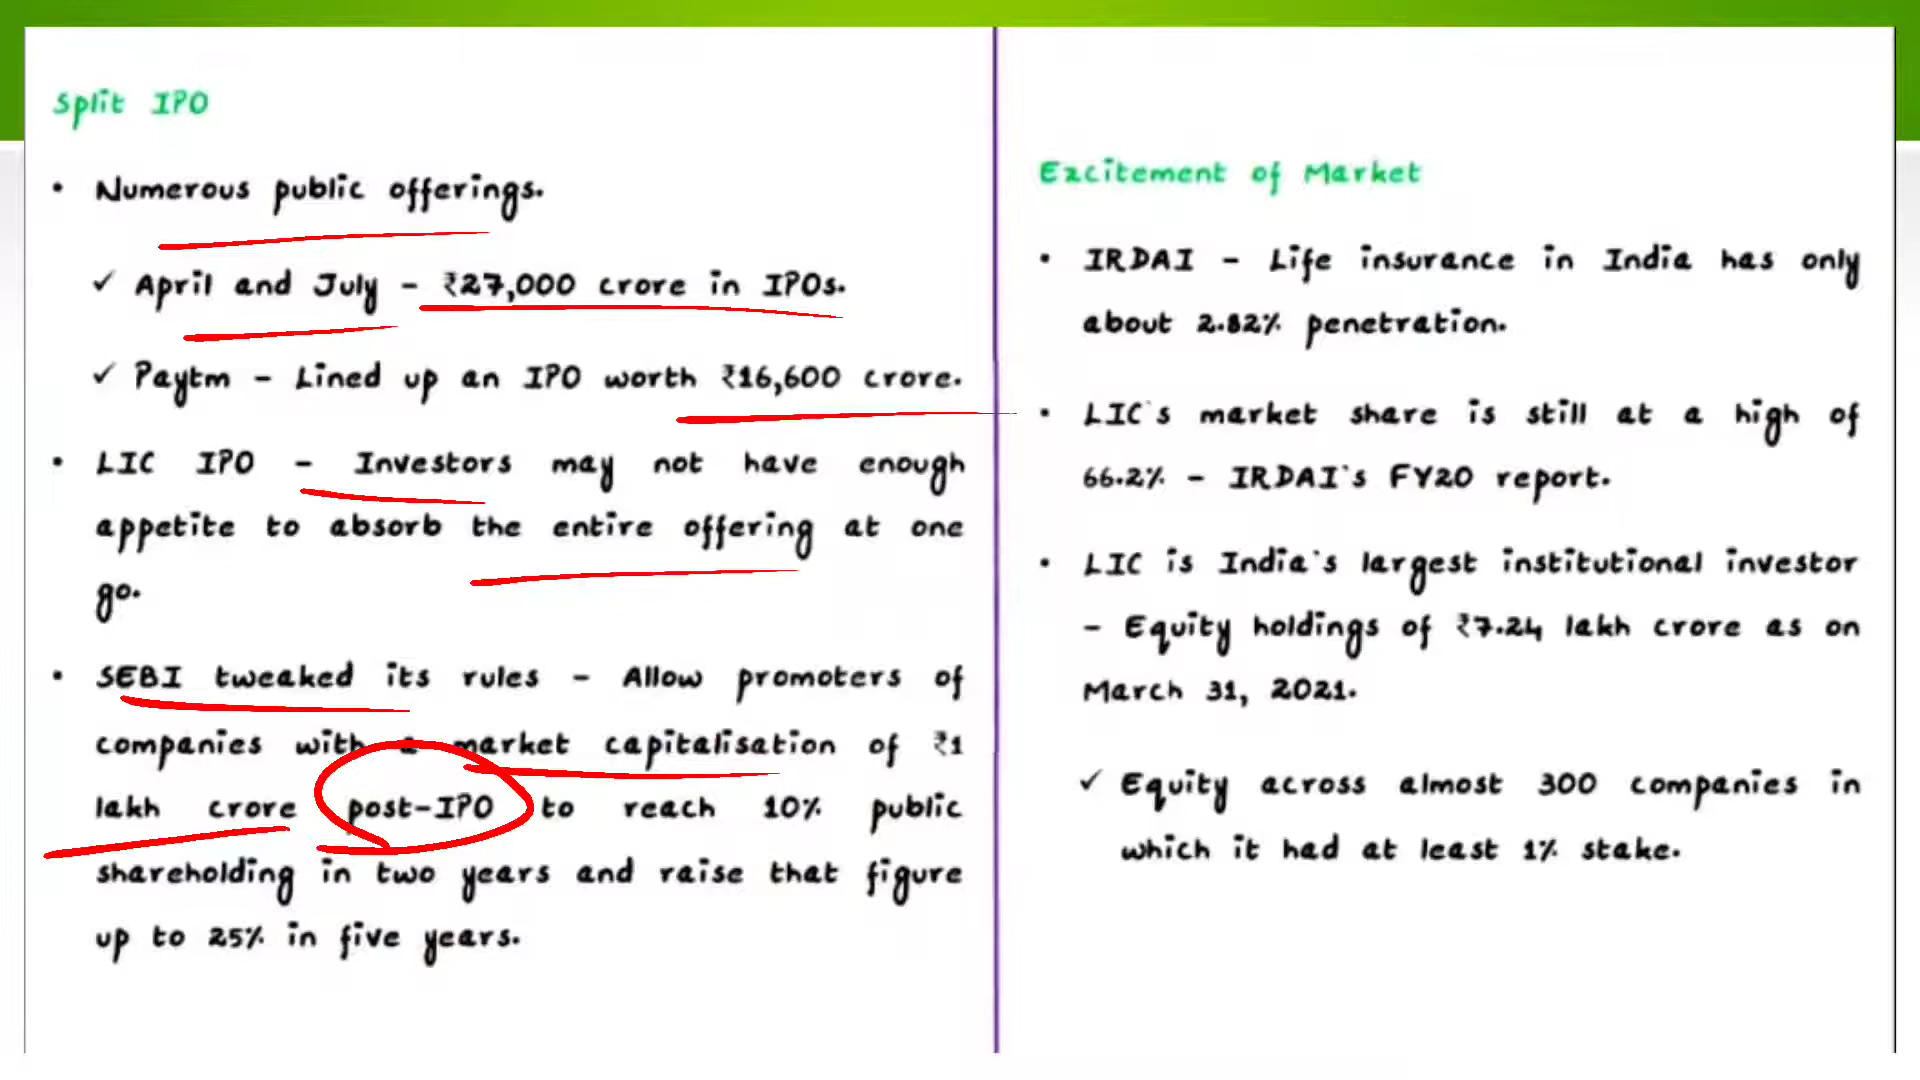 Split IPO
• Numerous public offerings.
✓ April and July – ₹27,000 crore in IPOs.
✓ Paytm – Lined up an IPO worth ₹16,600 crore.
• LIC IPO – Investors may not have enough
appetite to absorb the entire offering at one
go.
• SEBI tweaked its rules – Allow promoters of
companies with a market capitalisation of ₹1
lakh crore post-IPO to reach 10% public
shareholding in two years and raise that figure
up to 25% in five years.
Excitement of Market
• IRDAI – Life insurance in India has only
about 2.82% penetration.
• LIC's market share is still at a high of
66.2% – IRDAI's FY20 report.
• LIC is India's largest institutional investor
– Equity holdings of ₹7.24 lakh crore as on
March 31, 2021.
✓ Equity across almost 300 companies in
which it had at least 1% stake.